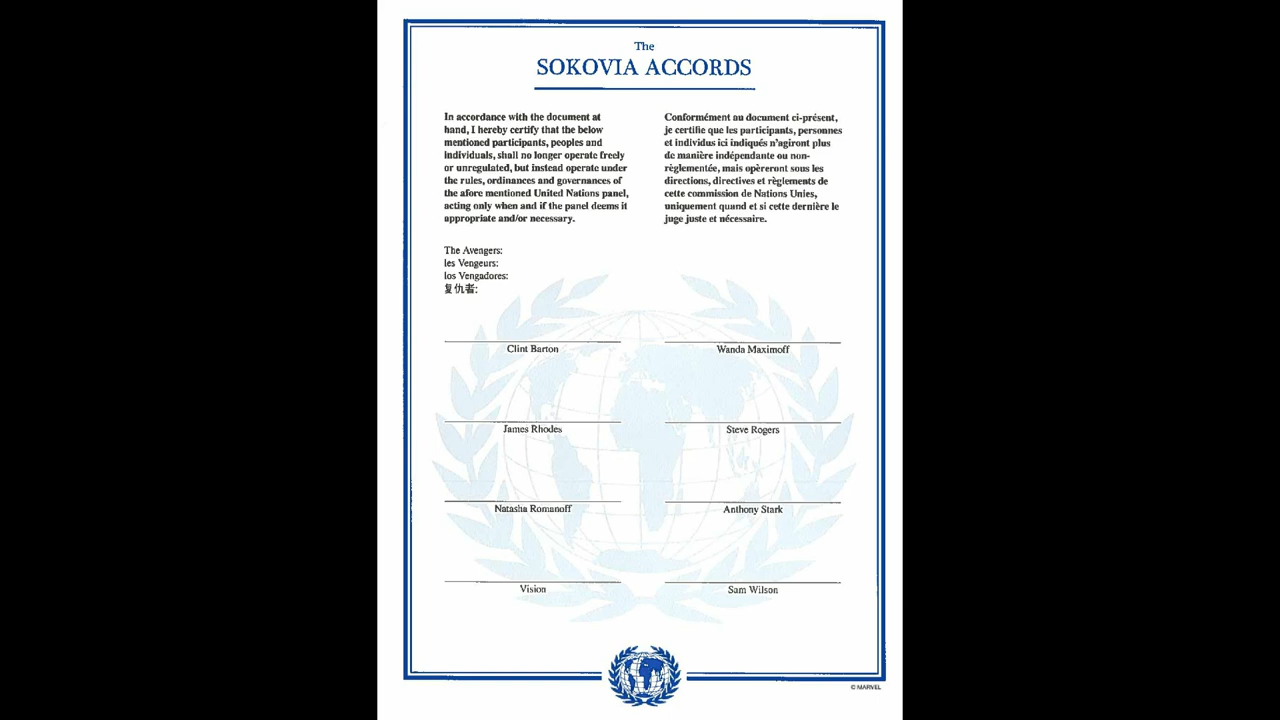 The
SOKOVIA ACCORDS
In accordance with the document at
hand, I hereby certify that the below
mentioned participants, peoples and
individuals, shall no longer operate freely
or unregulated, but instead operate under
the rules, ordinances and governances of
the afore mentioned United Nations panel,
acting only when and if the panel deems it
appropriate and/or necessary.
Conformément au document ci-présent,
je certifie que les participants, personnes
et individus ici indiqués n'agiront plus
de manière indépendante ou non-
règlementée, mais opèreront sous les
directions, directives et règlements de
cette commission de Nations Unies,
uniquement quand et si cette dernière le
juge juste et nécessaire.
The Avengers:
les Vengeurs:
los Vengadores:
复仇者:
Clint Barton
Wanda Maximoff
James Rhodes
Steve Rogers
Natasha Romanoff
Anthony Stark
Vision
Sam Wilson
© MARVEL